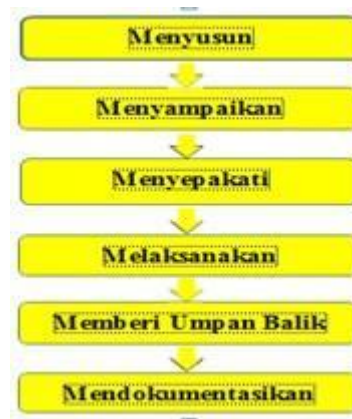 Menyusun
Menyampaikan
Menyepakati
Melaksanakan
Memberi Umpan Balik
Mendokumentasikan